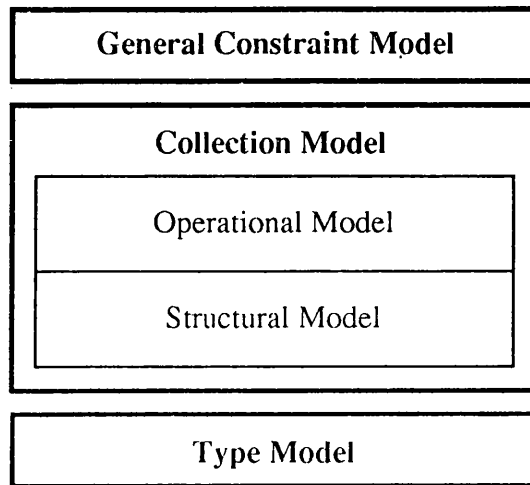 General Constraint Model
Collection Model
Operational Model
Structural Model
Type Model